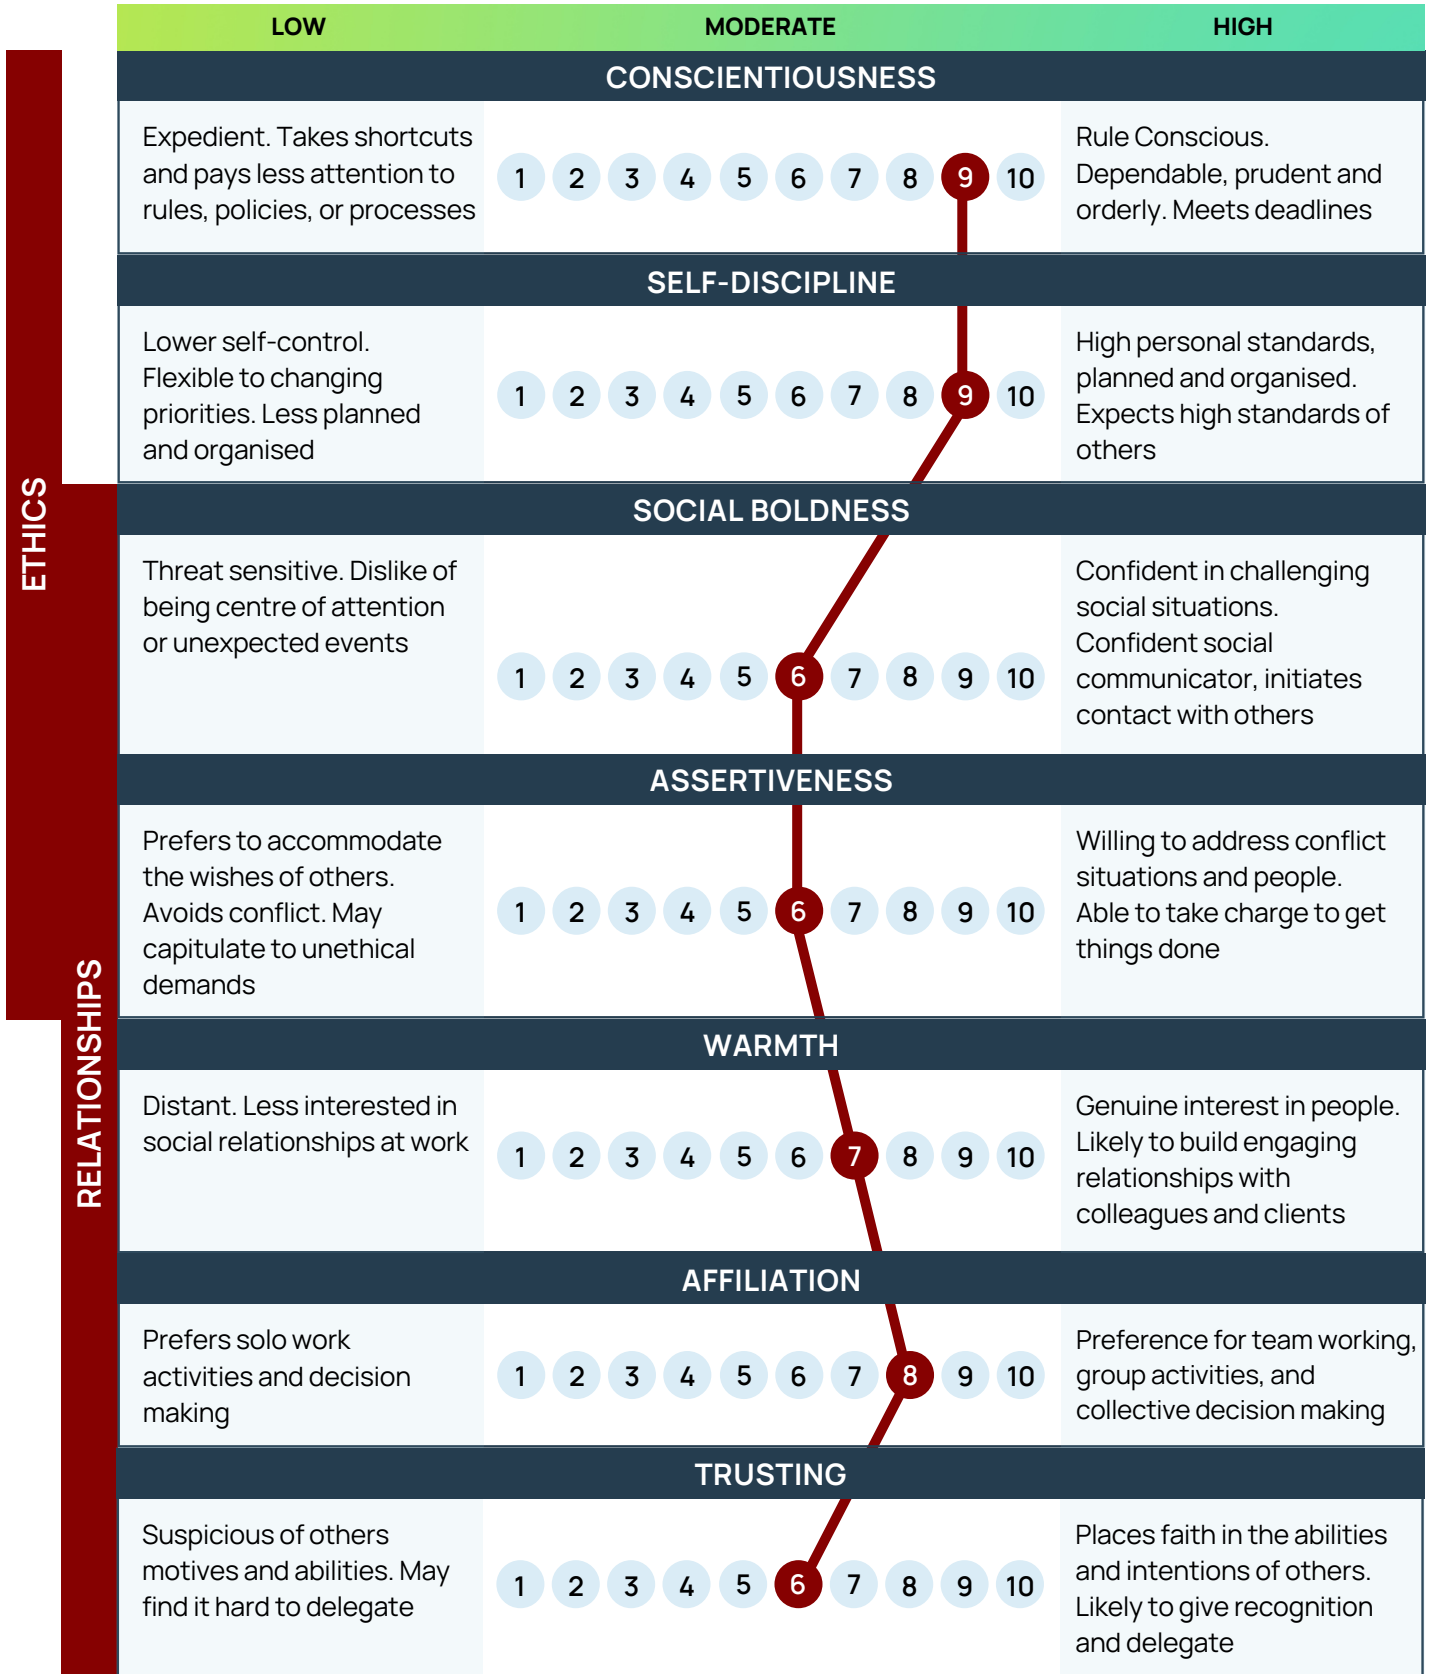 LOW MODERATE HIGH
CONSCIENTIOUSNESS
Expedient. Takes shortcuts
and pays less attention to
rules, policies, or processes
1 2 3 4 5 6 7 8 9 10
Rule Conscious.
Dependable, prudent and
orderly. Meets deadlines
SELF-DISCIPLINE
Lower self-control.
Flexible to changing
priorities. Less planned
and organised
1 2 3 4 5 6 7 8 9 10
High personal standards,
planned and organised.
Expects high standards of
others
ETHICS
SOCIAL BOLDNESS
Threat sensitive. Dislike of
being centre of attention
or unexpected events
1 2 3 4 5 6 7 8 9 10
Confident in challenging
social situations.
Confident social
communicator, initiates
contact with others
ASSERTIVENESS
Prefers to accommodate
the wishes of others.
Avoids conflict. May
capitulate to unethical
demands
1 2 3 4 5 6 7 8 9 10
Willing to address conflict
situations and people.
Able to take charge to get
things done
RELATIONSHIPS
WARMTH
Distant. Less interested in
social relationships at work
1 2 3 4 5 6 7 8 9 10
Genuine interest in people.
Likely to build engaging
relationships with
colleagues and clients
AFFILIATION
Prefers solo work
activities and decision
making
1 2 3 4 5 6 7 8 9 10
Preference for team working,
group activities, and
collective decision making
TRUSTING
Suspicious of others
motives and abilities. May
find it hard to delegate
1 2 3 4 5 6 7 8 9 10
Places faith in the abilities
and intentions of others.
Likely to give recognition
and delegate